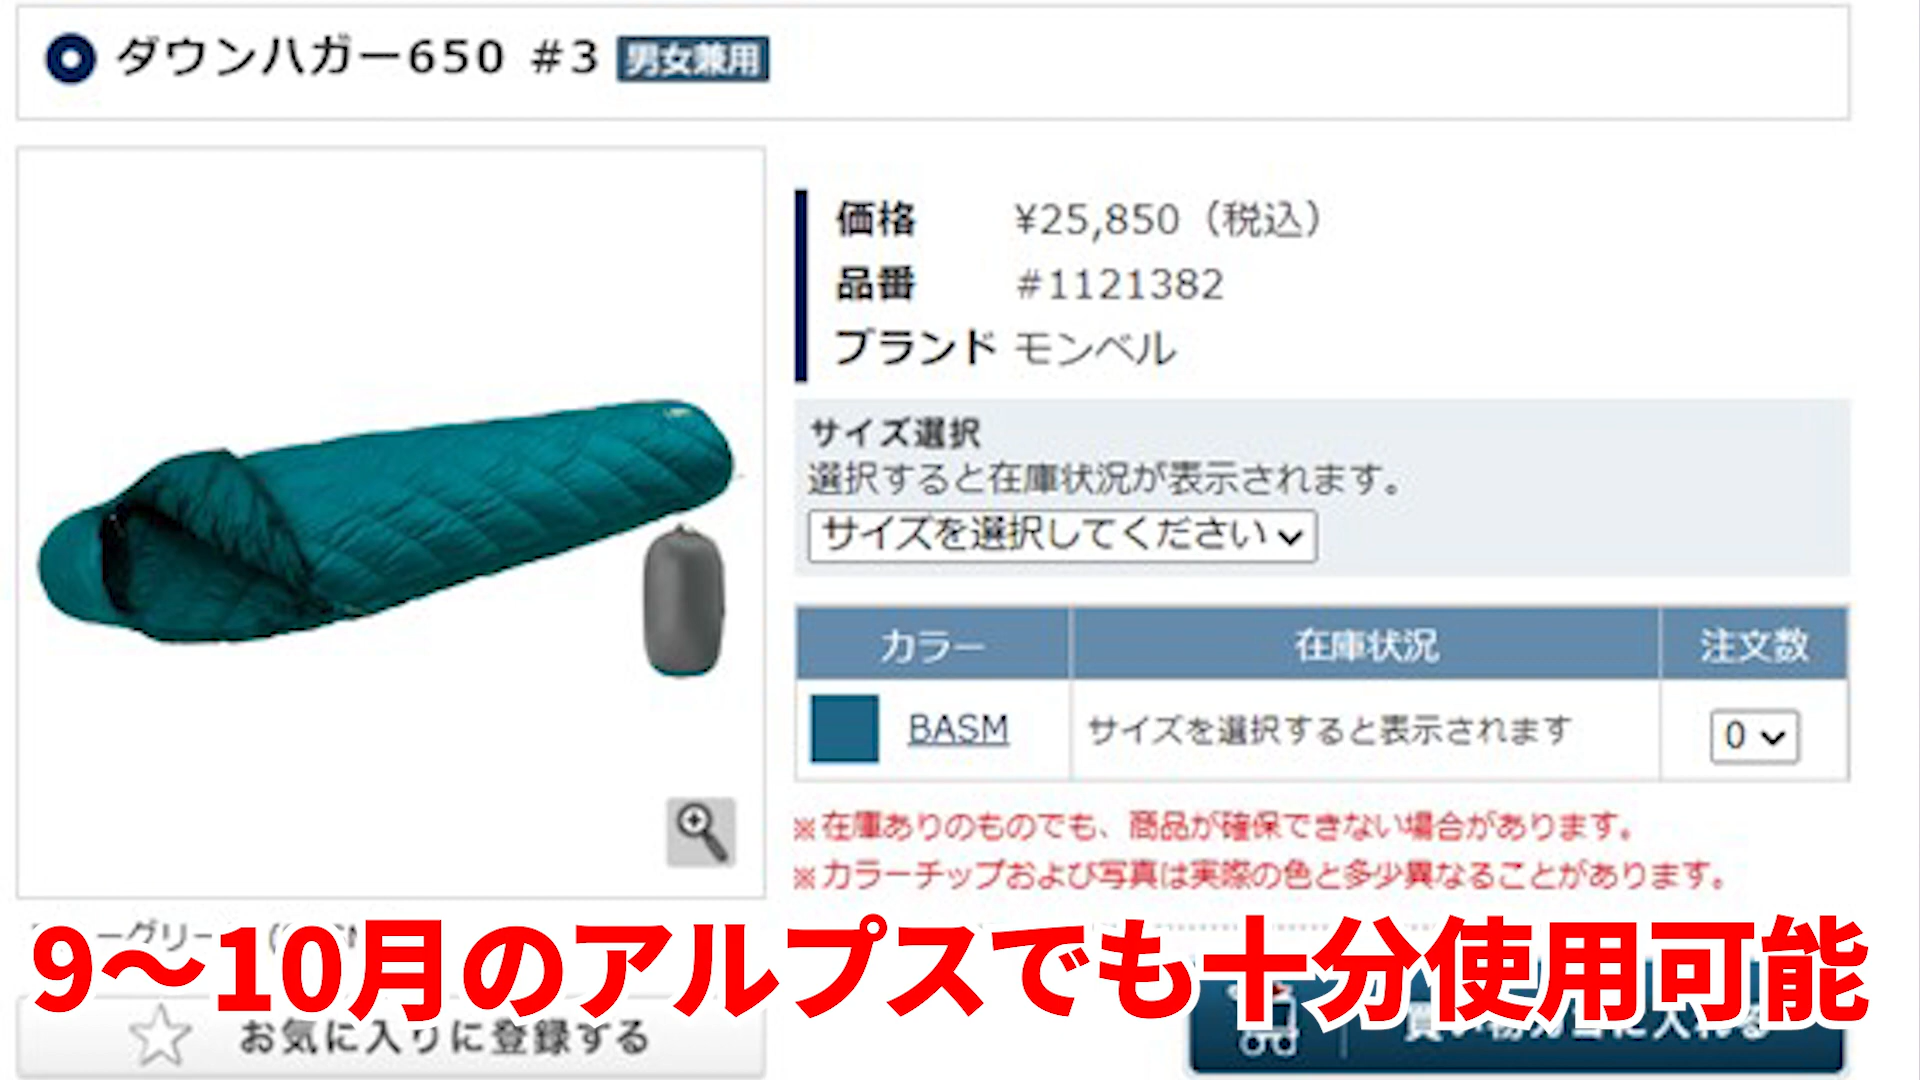 ダウンハガー650 #3 男女兼用
価格 ¥25,850（税込）
品番 #1121382
ブランド モンベル
サイズ選択
選択すると在庫状況が表示されます。
サイズを選択してください
カラー 在庫状況 注文数
BASM サイズを選択すると表示されます 0
※在庫ありのものでも、商品が確保できない場合があります。
※カラーチップおよび写真は実際の色と多少異なることがあります。
9〜10月のアルプスでも十分使用可能
お気に入りに登録する